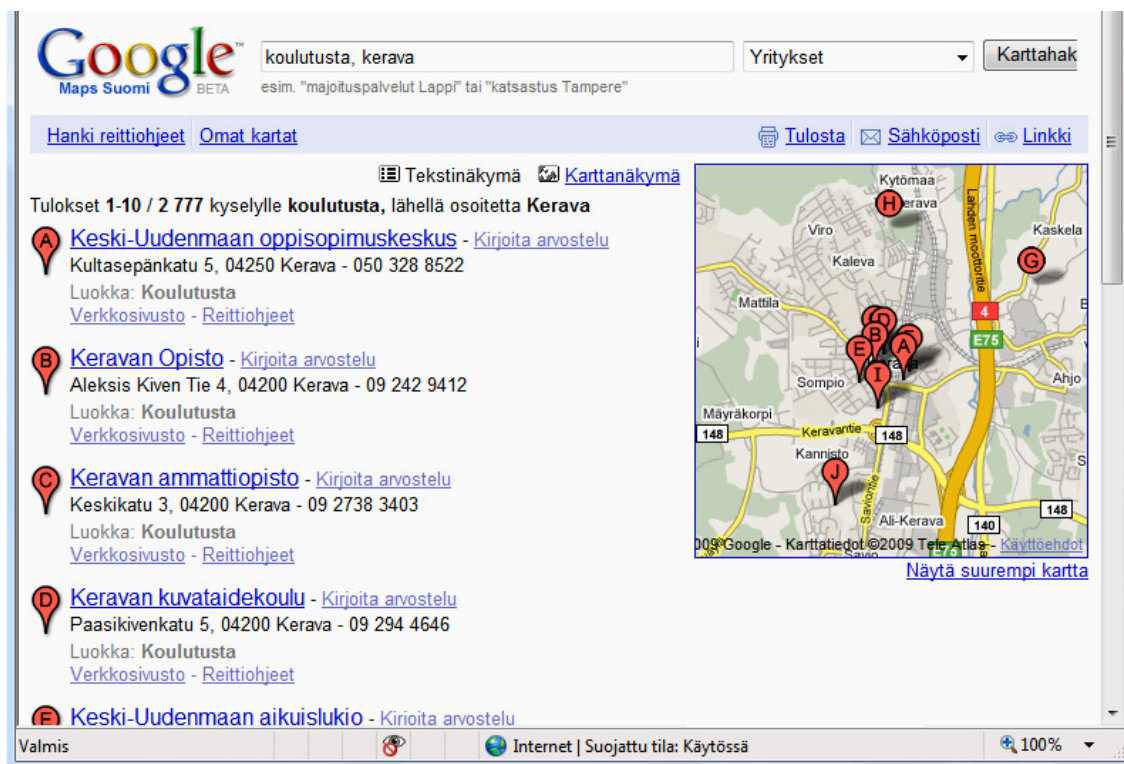 Google™
Maps Suomi BETA
koulutusta, kerava
Yritykset
Karttahak
esim. "majoituspalvelut Lappi" tai "katsastus Tampere"
Hanki reittiohjeet Omat kartat
Tulosta Sähköposti Linkki
Tekstinäkymä Karttanäkymä
Tulokset 1-10 / 2 777 kyselylle koulutusta, lähellä osoitetta Kerava
A Keski-Uudenmaan oppisopimuskeskus - Kirjoita arvostelu
Kultasepänkatu 5, 04250 Kerava - 050 328 8522
Luokka: Koulutusta
Verkkosivusto - Reittiohjeet
B Keravan Opisto - Kirjoita arvostelu
Aleksis Kiven Tie 4, 04200 Kerava - 09 242 9412
Luokka: Koulutusta
Verkkosivusto - Reittiohjeet
C Keravan ammattiopisto - Kirjoita arvostelu
Keskikatu 3, 04200 Kerava - 09 2738 3403
Luokka: Koulutusta
Verkkosivusto - Reittiohjeet
D Keravan kuvataidekoulu - Kirjoita arvostelu
Paasikivenkatu 5, 04200 Kerava - 09 294 4646
Luokka: Koulutusta
Verkkosivusto - Reittiohjeet
E Keski-Uudenmaan aikuislukio - Kirjoita arvostelu
Kytömaa
H erava
Viro
Kaskela
Lahden moottoritie
G
Kaleva
Mattila
4
D
B
E75
E A
I
Sompio
Ahjo
Mäyräkorpi
148 Keravantie 148
Kannisto
J
Saviontie
148
Ali-Kerava 140
009 Google - Karttatiedot ©2009 Tele Atlas - Käyttöehdot
Savio E75
Näytä suurempi kartta
Valmis
Internet | Suojattu tila: Käytössä
100%